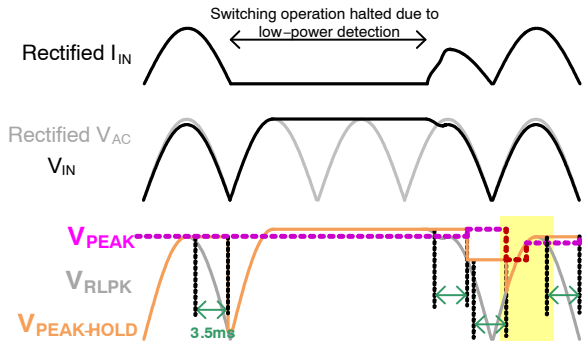 Switching operation halted due to
low−power detection
Rectified IIN
Rectified VAC
VIN
VPEAK
VRLPK
VPEAK-HOLD
3.5ms